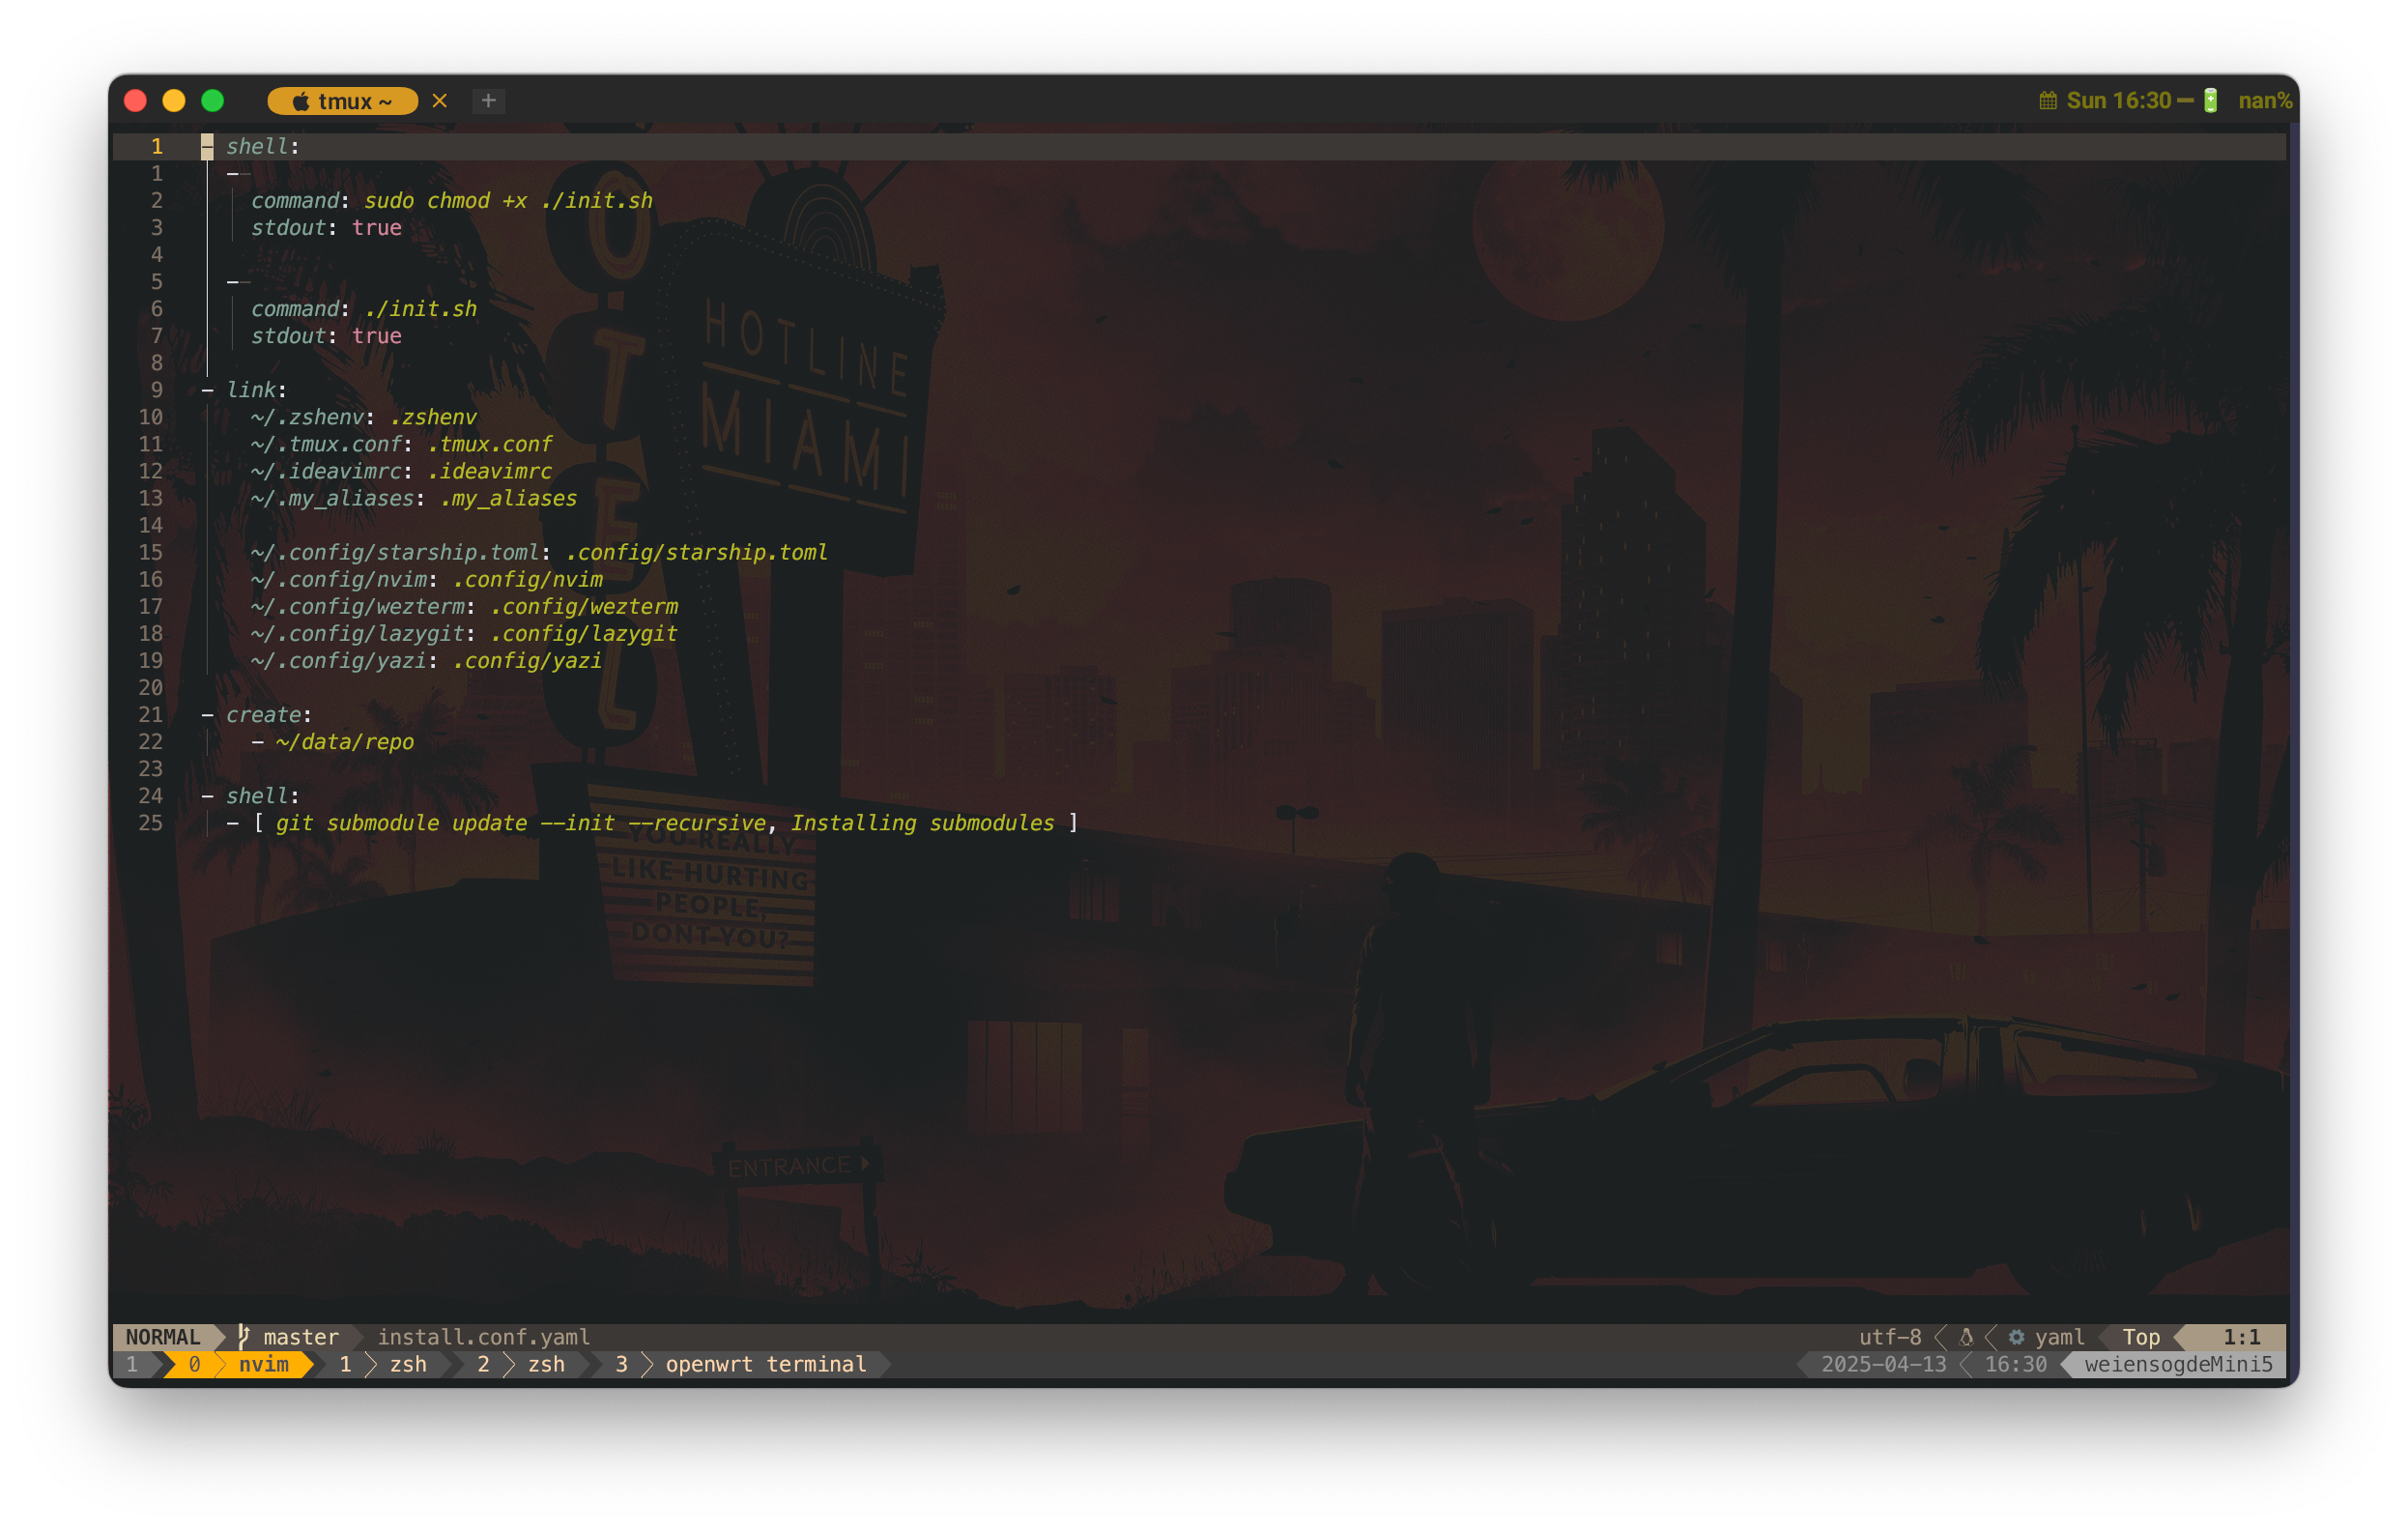 tmux ~ × +
Sun 16:30 nan%
1 - shell:
1 -
2 command: sudo chmod +x ./init.sh
3 stdout: true
4
5 -
6 command: ./init.sh
7 stdout: true
8
9 - link:
10 ~/.zshenv: .zshenv
11 ~/.tmux.conf: .tmux.conf
12 ~/.ideavimrc: .ideavimrc
13 ~/.my_aliases: .my_aliases
14
15 ~/.config/starship.toml: .config/starship.toml
16 ~/.config/nvim: .config/nvim
17 ~/.config/wezterm: .config/wezterm
18 ~/.config/lazygit: .config/lazygit
19 ~/.config/yazi: .config/yazi
20
21 - create:
22 - ~/data/repo
23
24 - shell:
25 - [ git submodule update --init --recursive, Installing submodules ]
HOTLINE
MIAMI
OTEL
YOU REALLY
LIKE HURTING
PEOPLE,
DONT YOU?
ENTRANCE
NORMAL master install.conf.yaml
utf-8 yaml Top 1:1
1 0 nvim 1 zsh 2 zsh 3 openwrt terminal
2025-04-13 16:30 weiensogdeMini5